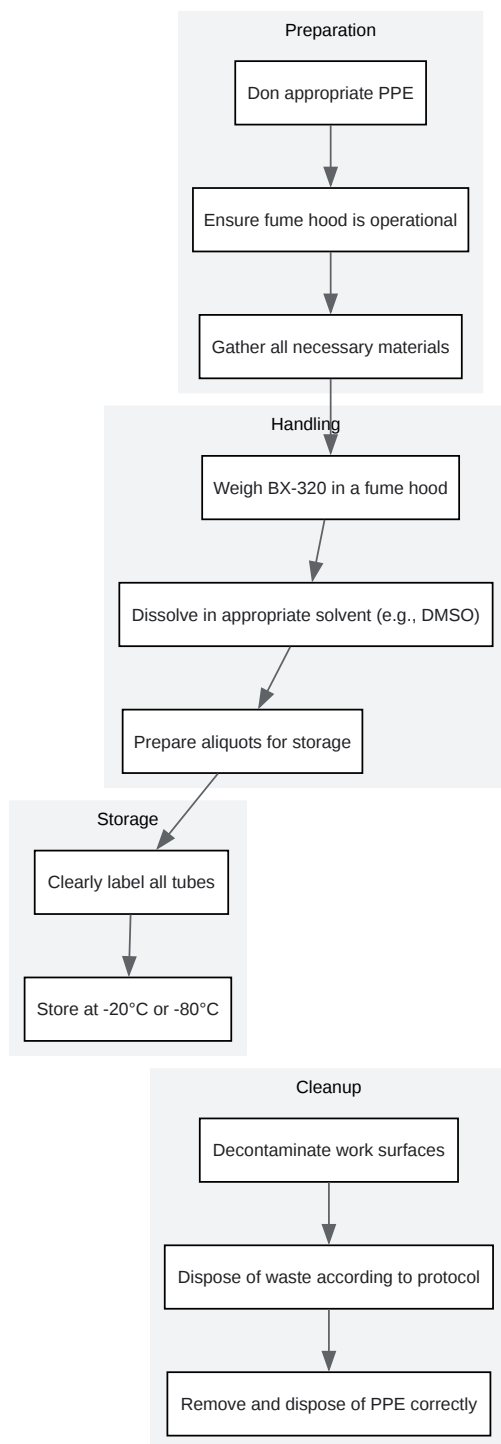 Preparation
Don appropriate PPE
Ensure fume hood is operational
Gather all necessary materials
Handling
Weigh BX-320 in a fume hood
Dissolve in appropriate solvent (e.g., DMSO)
Prepare aliquots for storage
Storage
Clearly label all tubes
Store at -20°C or -80°C
Cleanup
Decontaminate work surfaces
Dispose of waste according to protocol
Remove and dispose of PPE correctly